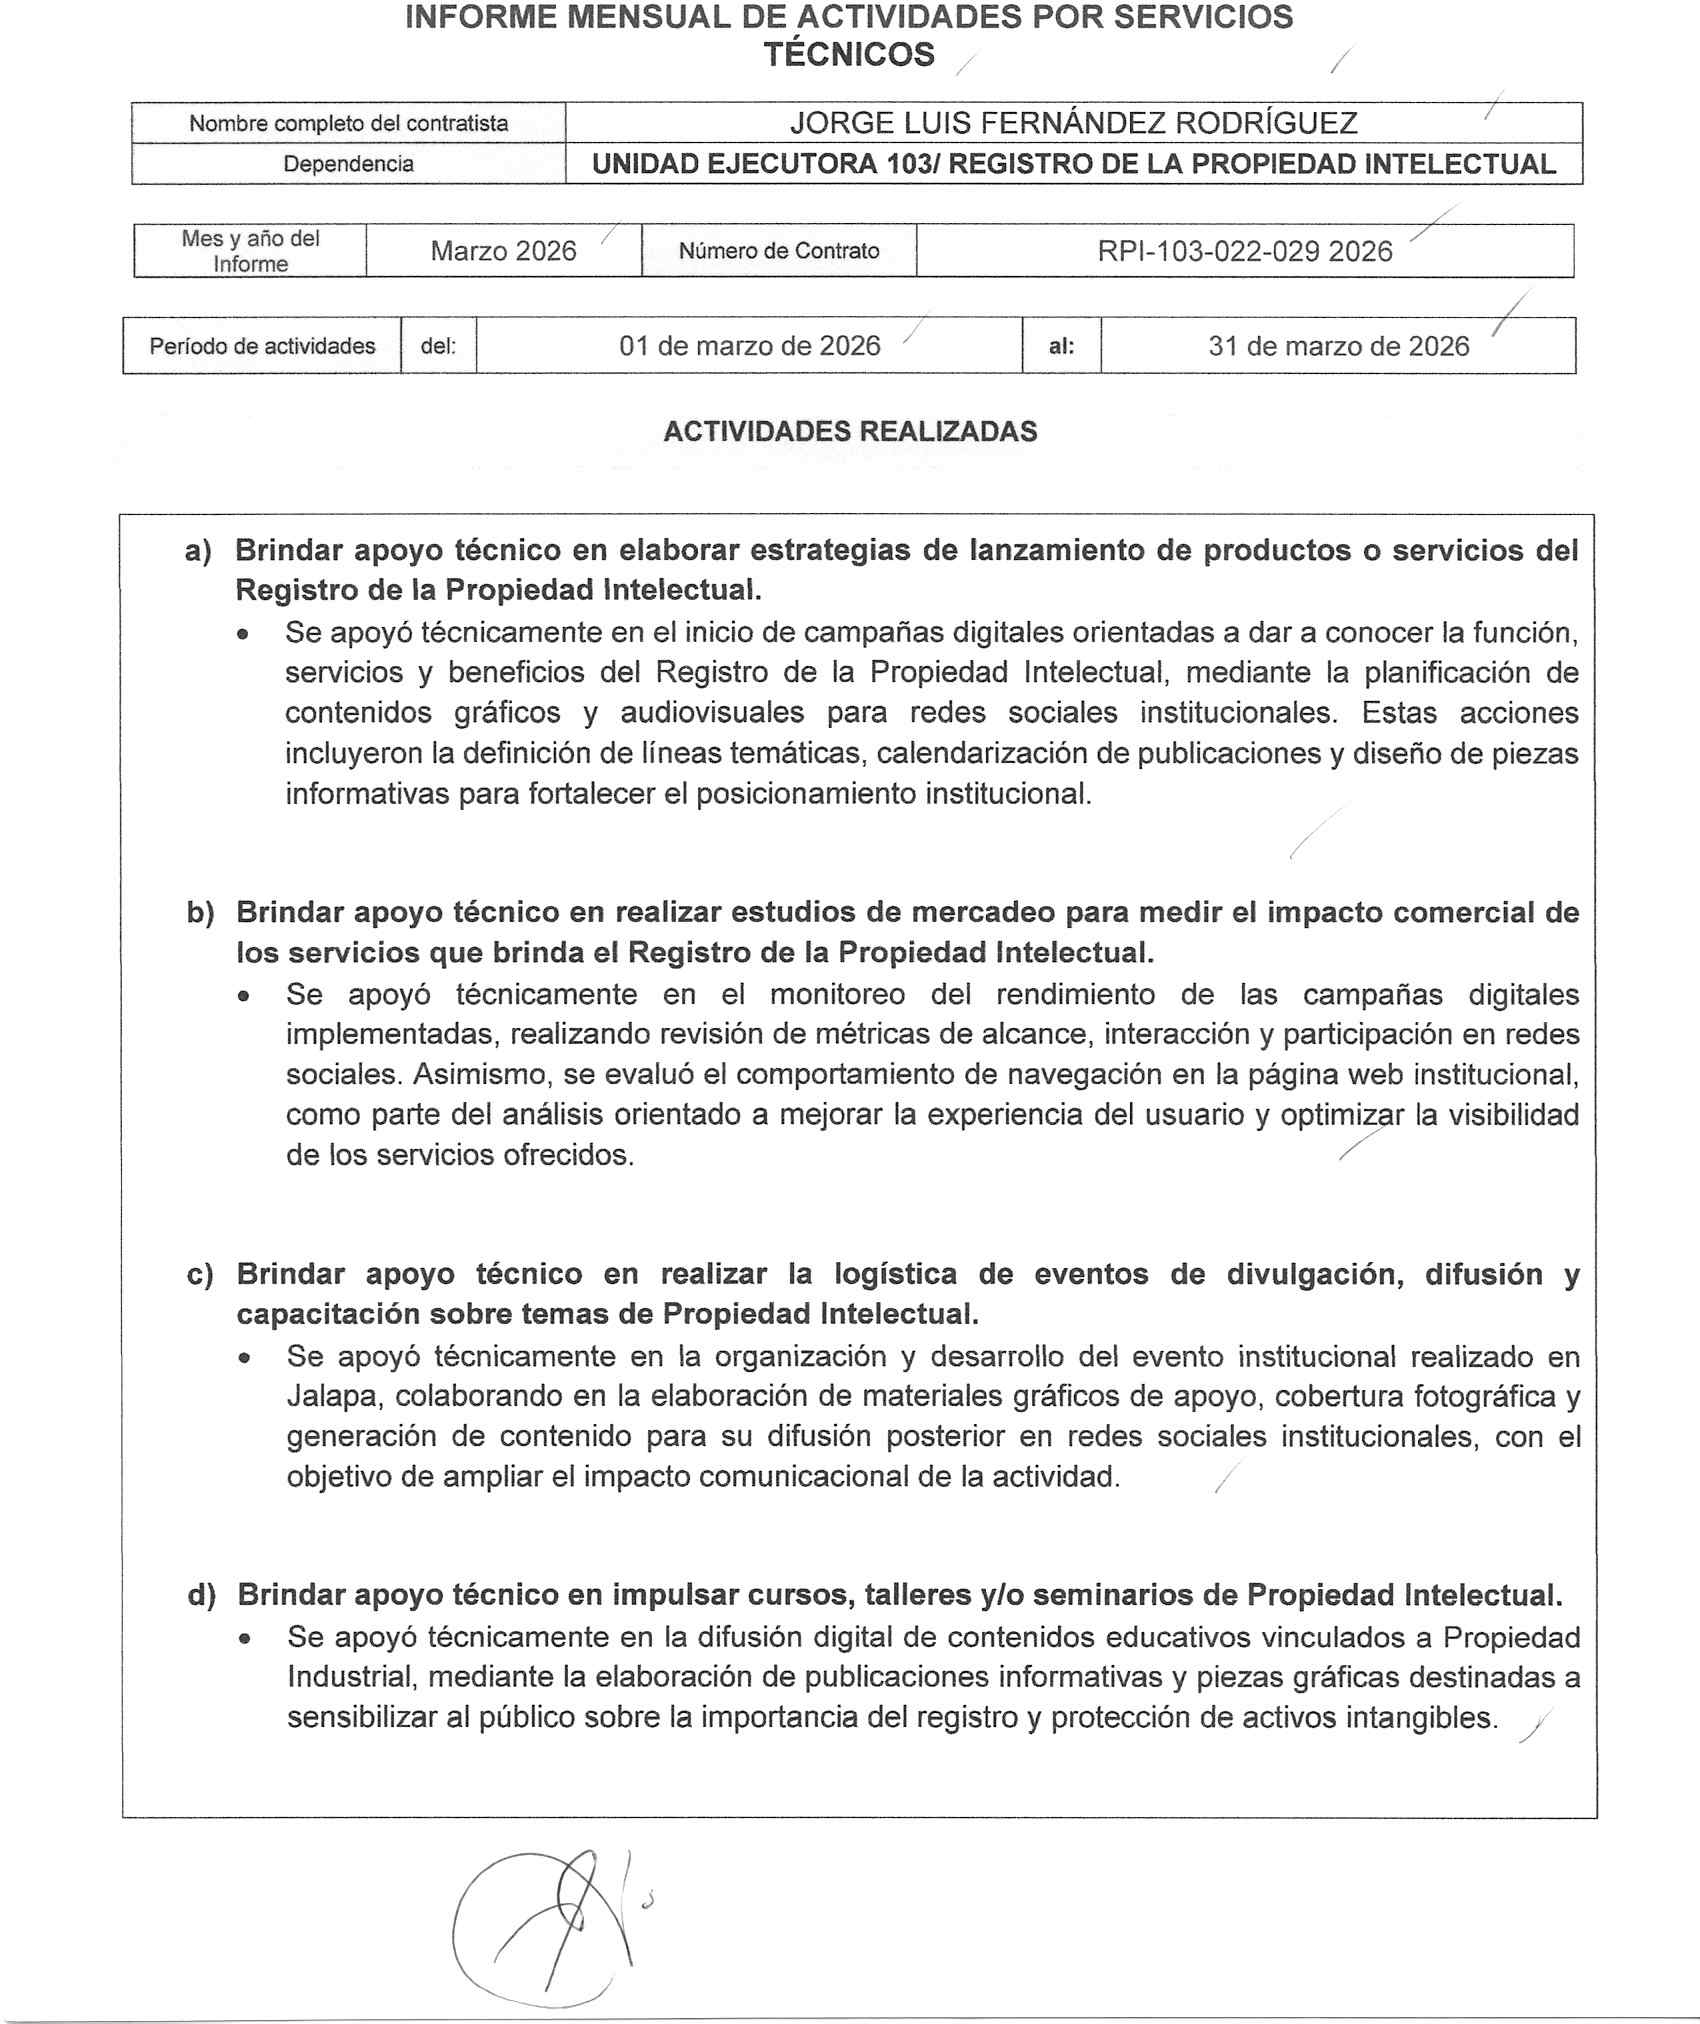 INFORME MENSUAL DE ACTIVIDADES POR SERVICIOS
TÉCNICOS
Nombre completo del contratista JORGE LUIS FERNÁNDEZ RODRÍGUEZ
Dependencia UNIDAD EJECUTORA 103/ REGISTRO DE LA PROPIEDAD INTELECTUAL
Mes y año del
Informe
Marzo 2026 Número de Contrato RPI-103-022-029 2026
Período de actividades del: 01 de marzo de 2026 al: 31 de marzo de 2026
ACTIVIDADES REALIZADAS
a) Brindar apoyo técnico en elaborar estrategias de lanzamiento de productos o servicios del
Registro de la Propiedad Intelectual.
• Se apoyó técnicamente en el inicio de campañas digitales orientadas a dar a conocer la función,
servicios y beneficios del Registro de la Propiedad Intelectual, mediante la planificación de
contenidos gráficos y audiovisuales para redes sociales institucionales. Estas acciones
incluyeron la definición de líneas temáticas, calendarización de publicaciones y diseño de piezas
informativas para fortalecer el posicionamiento institucional.
b) Brindar apoyo técnico en realizar estudios de mercadeo para medir el impacto comercial de
los servicios que brinda el Registro de la Propiedad Intelectual.
• Se apoyó técnicamente en el monitoreo del rendimiento de las campañas digitales
implementadas, realizando revisión de métricas de alcance, interacción y participación en redes
sociales. Asimismo, se evaluó el comportamiento de navegación en la página web institucional,
como parte del análisis orientado a mejorar la experiencia del usuario y optimizar la visibilidad
de los servicios ofrecidos.
c) Brindar apoyo técnico en realizar la logística de eventos de divulgación, difusión y
capacitación sobre temas de Propiedad Intelectual.
• Se apoyó técnicamente en la organización y desarrollo del evento institucional realizado en
Jalapa, colaborando en la elaboración de materiales gráficos de apoyo, cobertura fotográfica y
generación de contenido para su difusión posterior en redes sociales institucionales, con el
objetivo de ampliar el impacto comunicacional de la actividad.
d) Brindar apoyo técnico en impulsar cursos, talleres y/o seminarios de Propiedad Intelectual.
• Se apoyó técnicamente en la difusión digital de contenidos educativos vinculados a Propiedad
Industrial, mediante la elaboración de publicaciones informativas y piezas gráficas destinadas a
sensibilizar al público sobre la importancia del registro y protección de activos intangibles.